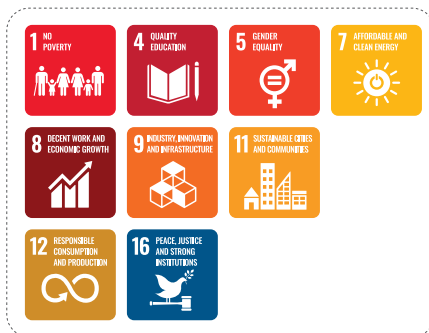 1 NO
POVERTY
4 QUALITY
EDUCATION
5 GENDER
EQUALITY
7 AFFORDABLE AND
CLEAN ENERGY
8 DECENT WORK AND
ECONOMIC GROWTH
9 INDUSTRY, INNOVATION
AND INFRASTRUCTURE
11 SUSTAINABLE CITIES
AND COMMUNITIES
12 RESPONSIBLE
CONSUMPTION
AND PRODUCTION
16 PEACE, JUSTICE
AND STRONG
INSTITUTIONS